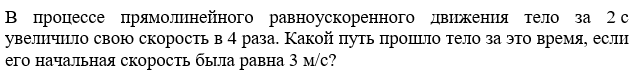 В процессе прямолинейного равноускоренного движения тело за 2 с
увеличило свою скорость в 4 раза. Какой путь прошло тело за это время, если
его начальная скорость была равна 3 м/с?